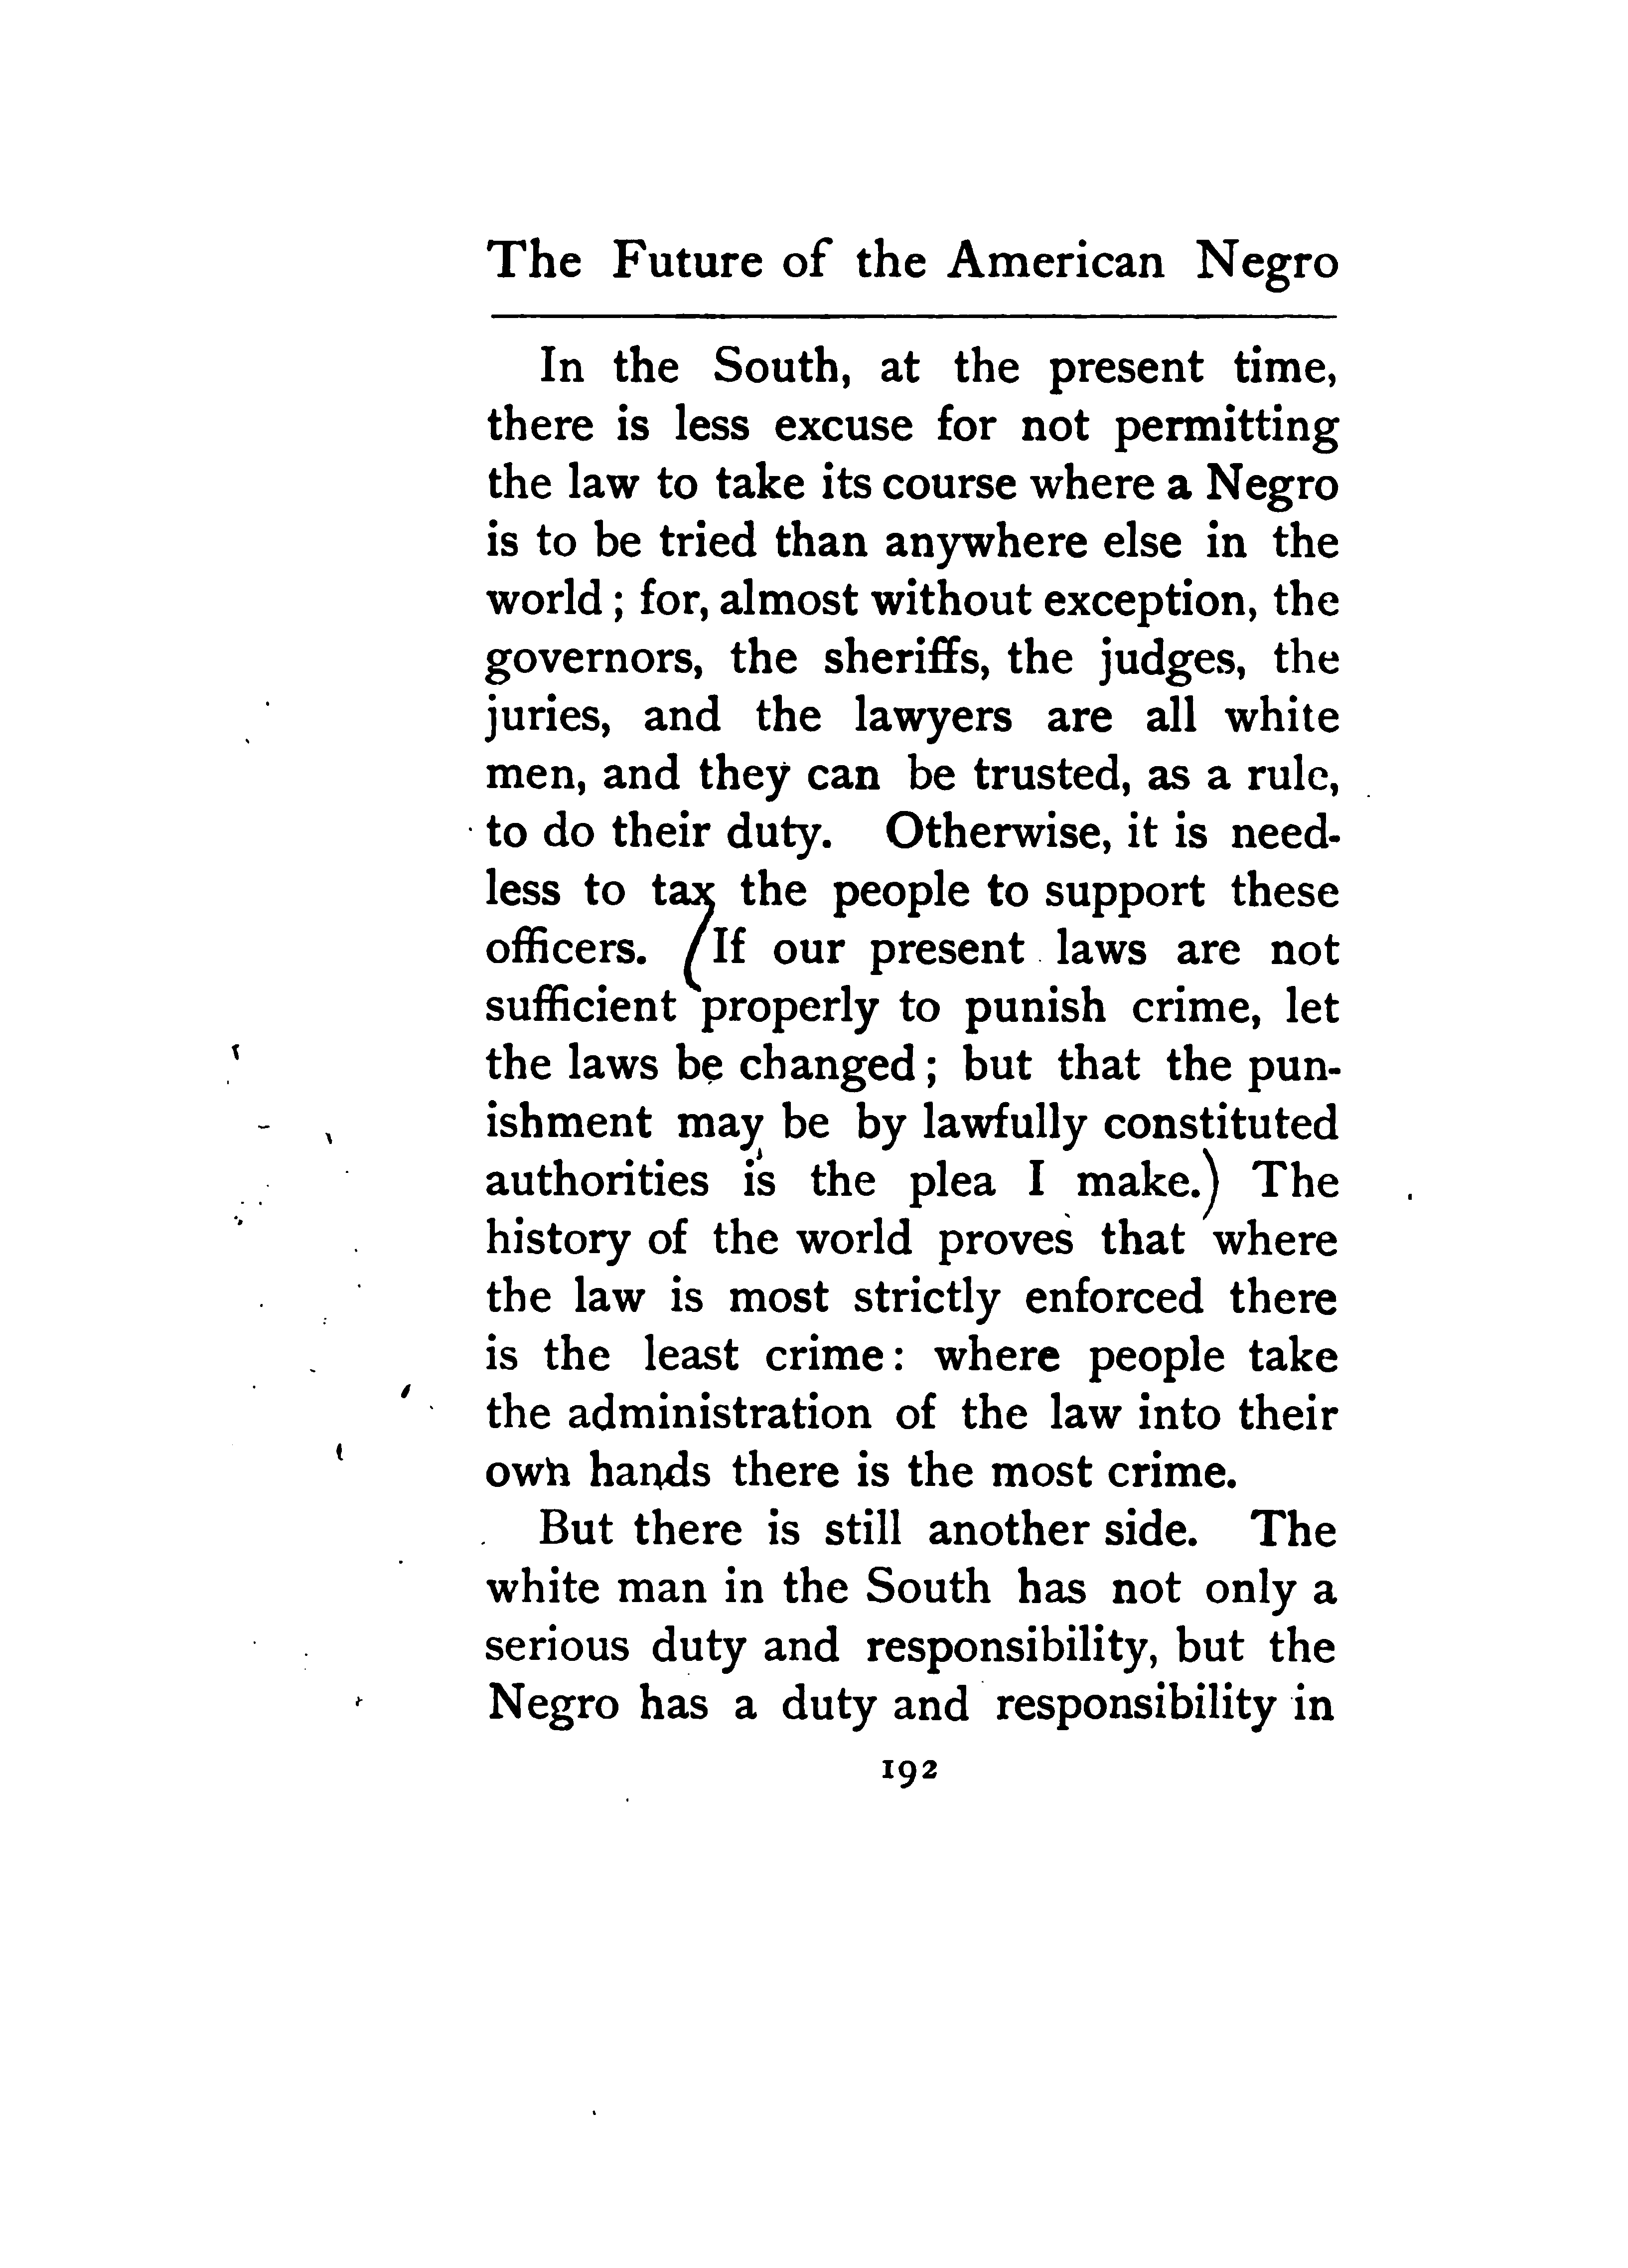 The Future of the American Negro
In the South, at the present time,
there is less excuse for not permitting
the law to take its course where a Negro
is to be tried than anywhere else in the
world ; for, almost without exception, the
governors, the sheriffs, the judges, the
juries, and the lawyers are all white
men, and they can be trusted, as a rule,
to do their duty. Otherwise, it is need-
less to tax the people to support these
officers. (If our present laws are not
sufficient properly to punish crime, let
the laws be changed ; but that the pun-
ishment may be by lawfully constituted
authorities is the plea I make.) The
history of the world proves that where
the law is most strictly enforced there
is the least crime: where people take
the administration of the law into their
own hands there is the most crime.
But there is still another side. The
white man in the South has not only a
serious duty and responsibility, but the
Negro has a duty and responsibility in
192